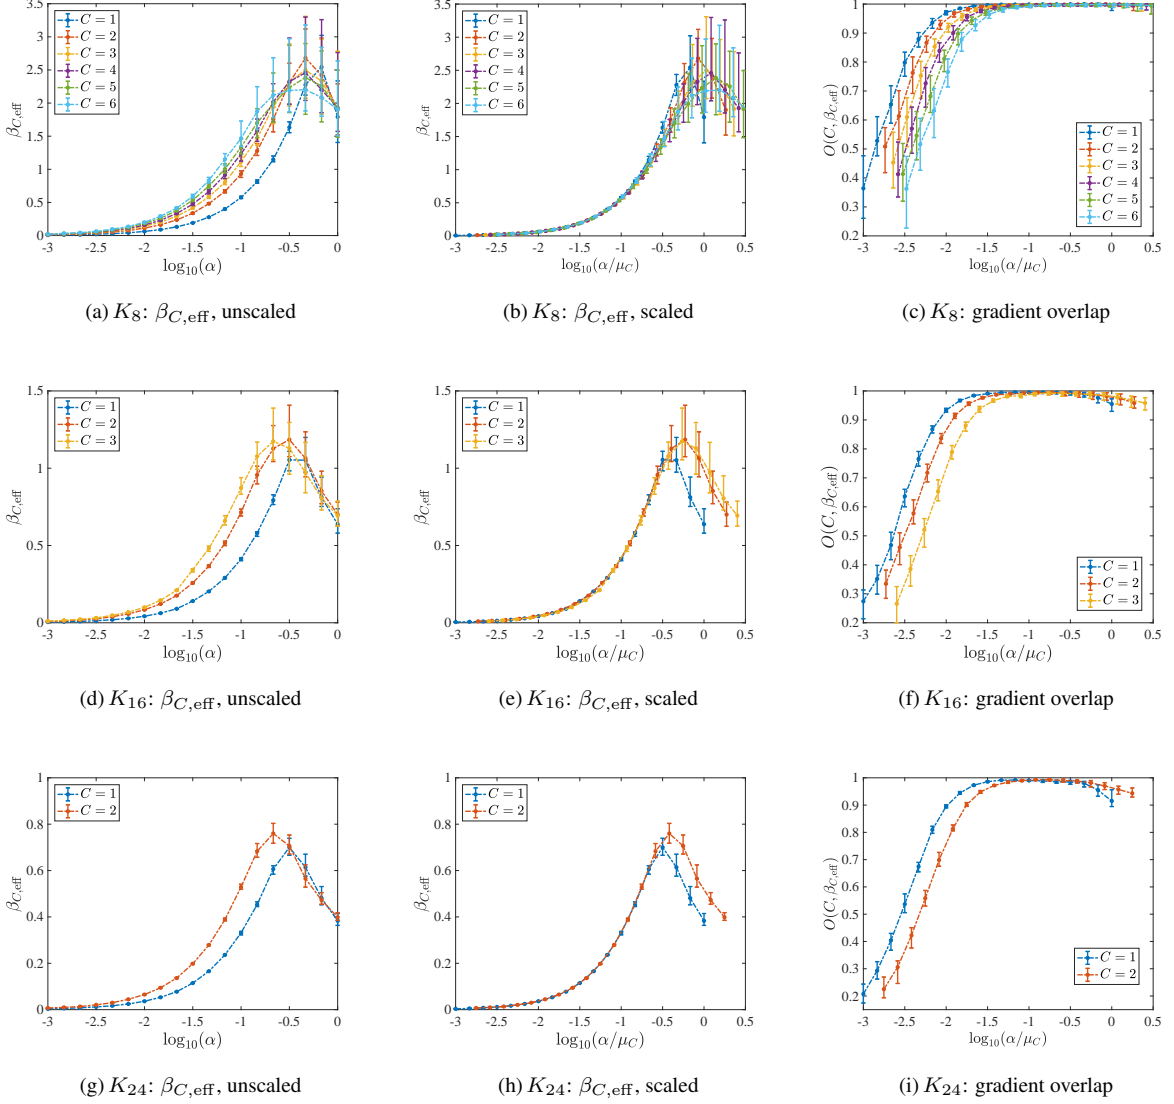 3.5
3
2.5
2
1.5
1
0.5
0
β_{C,eff}
C = 1
C = 2
C = 3
C = 4
C = 5
C = 6
-3 -2.5 -2 -1.5 -1 -0.5 0
log₁₀(α)
(a) K₈: β_{C,eff}, unscaled
3.5
3
2.5
2
1.5
1
0.5
0
β_{C,eff}
C = 1
C = 2
C = 3
C = 4
C = 5
C = 6
-3 -2.5 -2 -1.5 -1 -0.5 0 0.5
log₁₀(α/μ_C)
(b) K₈: β_{C,eff}, scaled
1
0.9
0.8
0.7
0.6
0.5
0.4
0.3
0.2
O(C, β_{C,eff})
C = 1
C = 2
C = 3
C = 4
C = 5
C = 6
-3 -2.5 -2 -1.5 -1 -0.5 0 0.5
log₁₀(α/μ_C)
(c) K₈: gradient overlap
1.5
1
0.5
0
β_{C,eff}
C = 1
C = 2
C = 3
-3 -2.5 -2 -1.5 -1 -0.5 0
log₁₀(α)
(d) K₁₆: β_{C,eff}, unscaled
1.5
1
0.5
0
β_{C,eff}
C = 1
C = 2
C = 3
-3 -2.5 -2 -1.5 -1 -0.5 0 0.5
log₁₀(α/μ_C)
(e) K₁₆: β_{C,eff}, scaled
1
0.9
0.8
0.7
0.6
0.5
0.4
0.3
0.2
O(C, β_{C,eff})
C = 1
C = 2
C = 3
-3 -2.5 -2 -1.5 -1 -0.5 0 0.5
log₁₀(α/μ_C)
(f) K₁₆: gradient overlap
1
0.8
0.6
0.4
0.2
0
β_{C,eff}
C = 1
C = 2
-3 -2.5 -2 -1.5 -1 -0.5 0
log₁₀(α)
(g) K₂₄: β_{C,eff}, unscaled
1
0.8
0.6
0.4
0.2
0
β_{C,eff}
C = 1
C = 2
-3 -2.5 -2 -1.5 -1 -0.5 0 0.5
log₁₀(α/μ_C)
(h) K₂₄: β_{C,eff}, scaled
1
0.9
0.8
0.7
0.6
0.5
0.4
0.3
0.2
O(C, β_{C,eff})
C = 1
C = 2
-3 -2.5 -2 -1.5 -1 -0.5 0 0.5
log₁₀(α/μ_C)
(i) K₂₄: gradient overlap